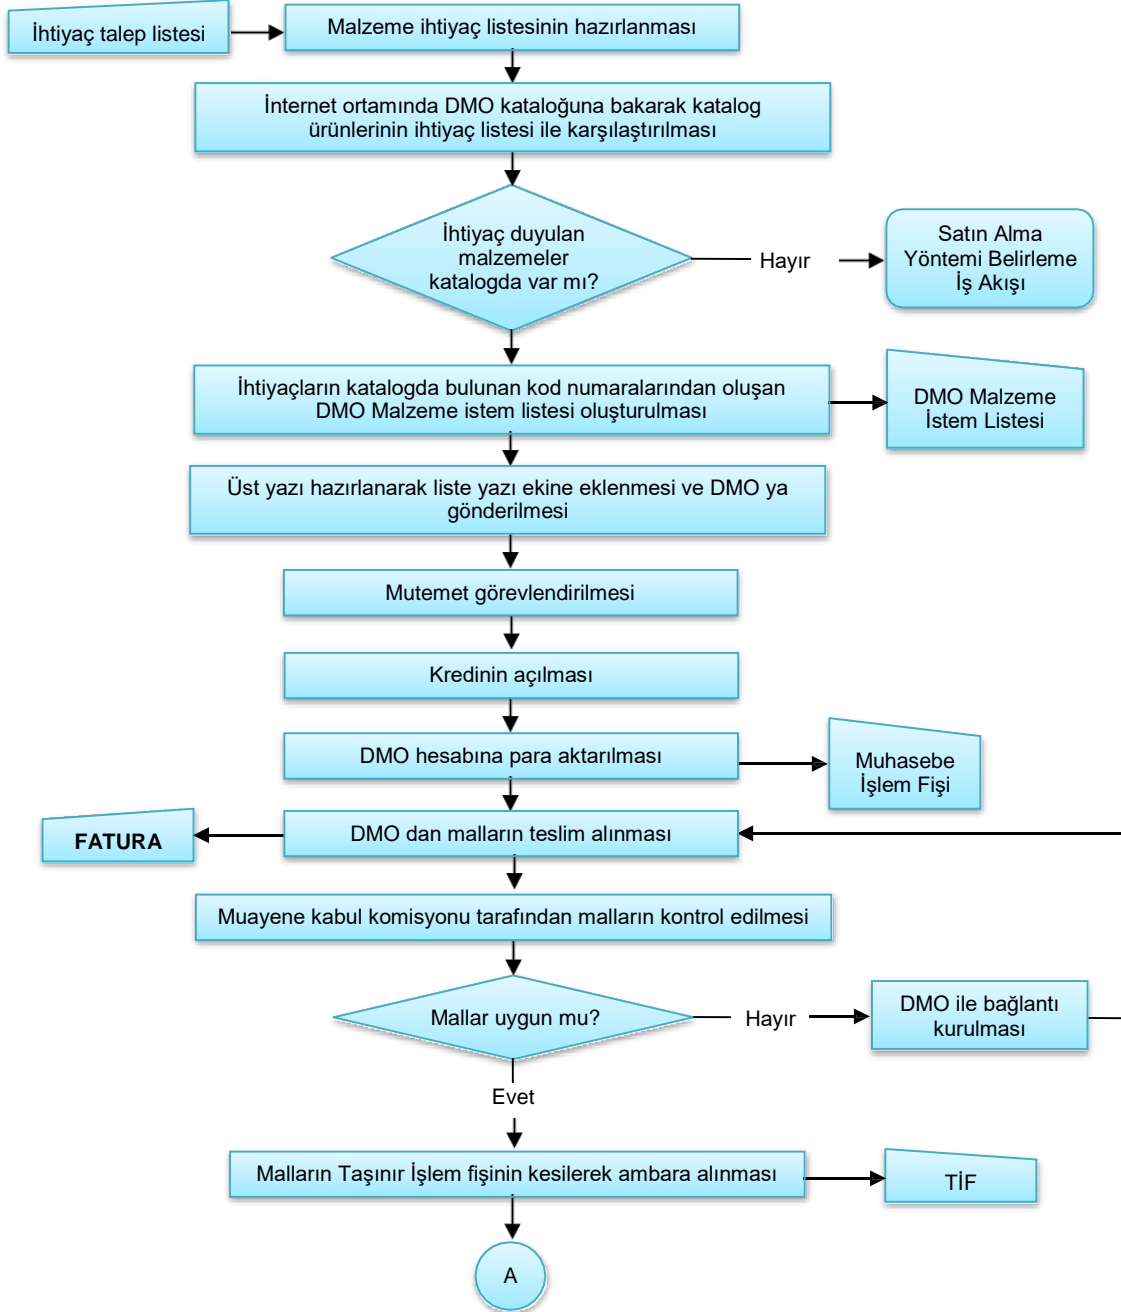 İhtiyaç talep listesi
Malzeme ihtiyaç listesinin hazırlanması
İnternet ortamında DMO kataloğuna bakarak katalog
ürünlerinin ihtiyaç listesi ile karşılaştırılması
İhtiyaç duyulan
malzemeler
katalogda var mı?
Hayır
Satın Alma
Yöntemi Belirleme
İş Akışı
İhtiyaçların katalogda bulunan kod numaralarından oluşan
DMO Malzeme istem listesi oluşturulması
DMO Malzeme
İstem Listesi
Üst yazı hazırlanarak liste yazı ekine eklenmesi ve DMO ya
gönderilmesi
Mutemet görevlendirilmesi
Kredinin açılması
DMO hesabına para aktarılması
Muhasebe
İşlem Fişi
FATURA
DMO dan malların teslim alınması
Muayene kabul komisyonu tarafından malların kontrol edilmesi
Mallar uygun mu?
Hayır
DMO ile bağlantı
kurulması
Evet
Malların Taşınır İşlem fişinin kesilerek ambara alınması
TİF
A